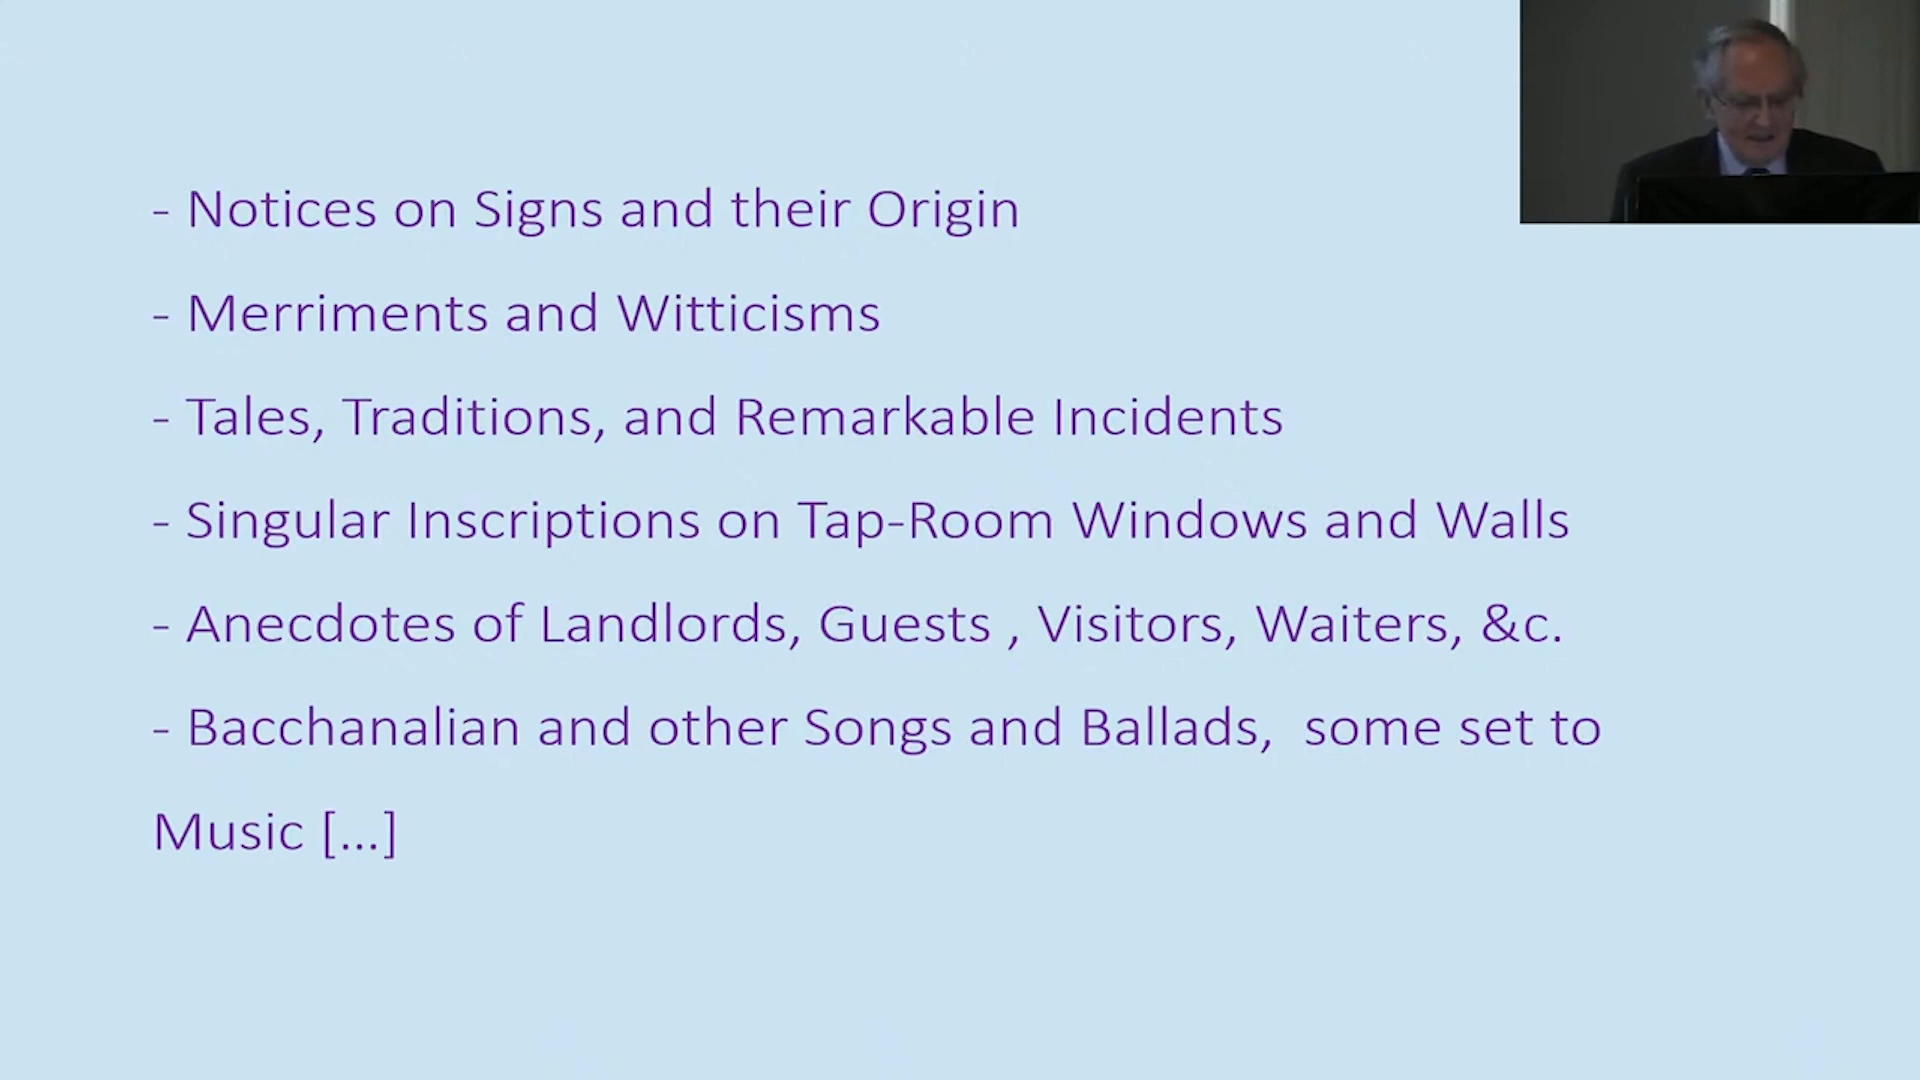 - Notices on Signs and their Origin
- Merriments and Witticisms
- Tales, Traditions, and Remarkable Incidents
- Singular Inscriptions on Tap-Room Windows and Walls
- Anecdotes of Landlords, Guests , Visitors, Waiters, &c.
- Bacchanalian and other Songs and Ballads,  some set to
Music […]